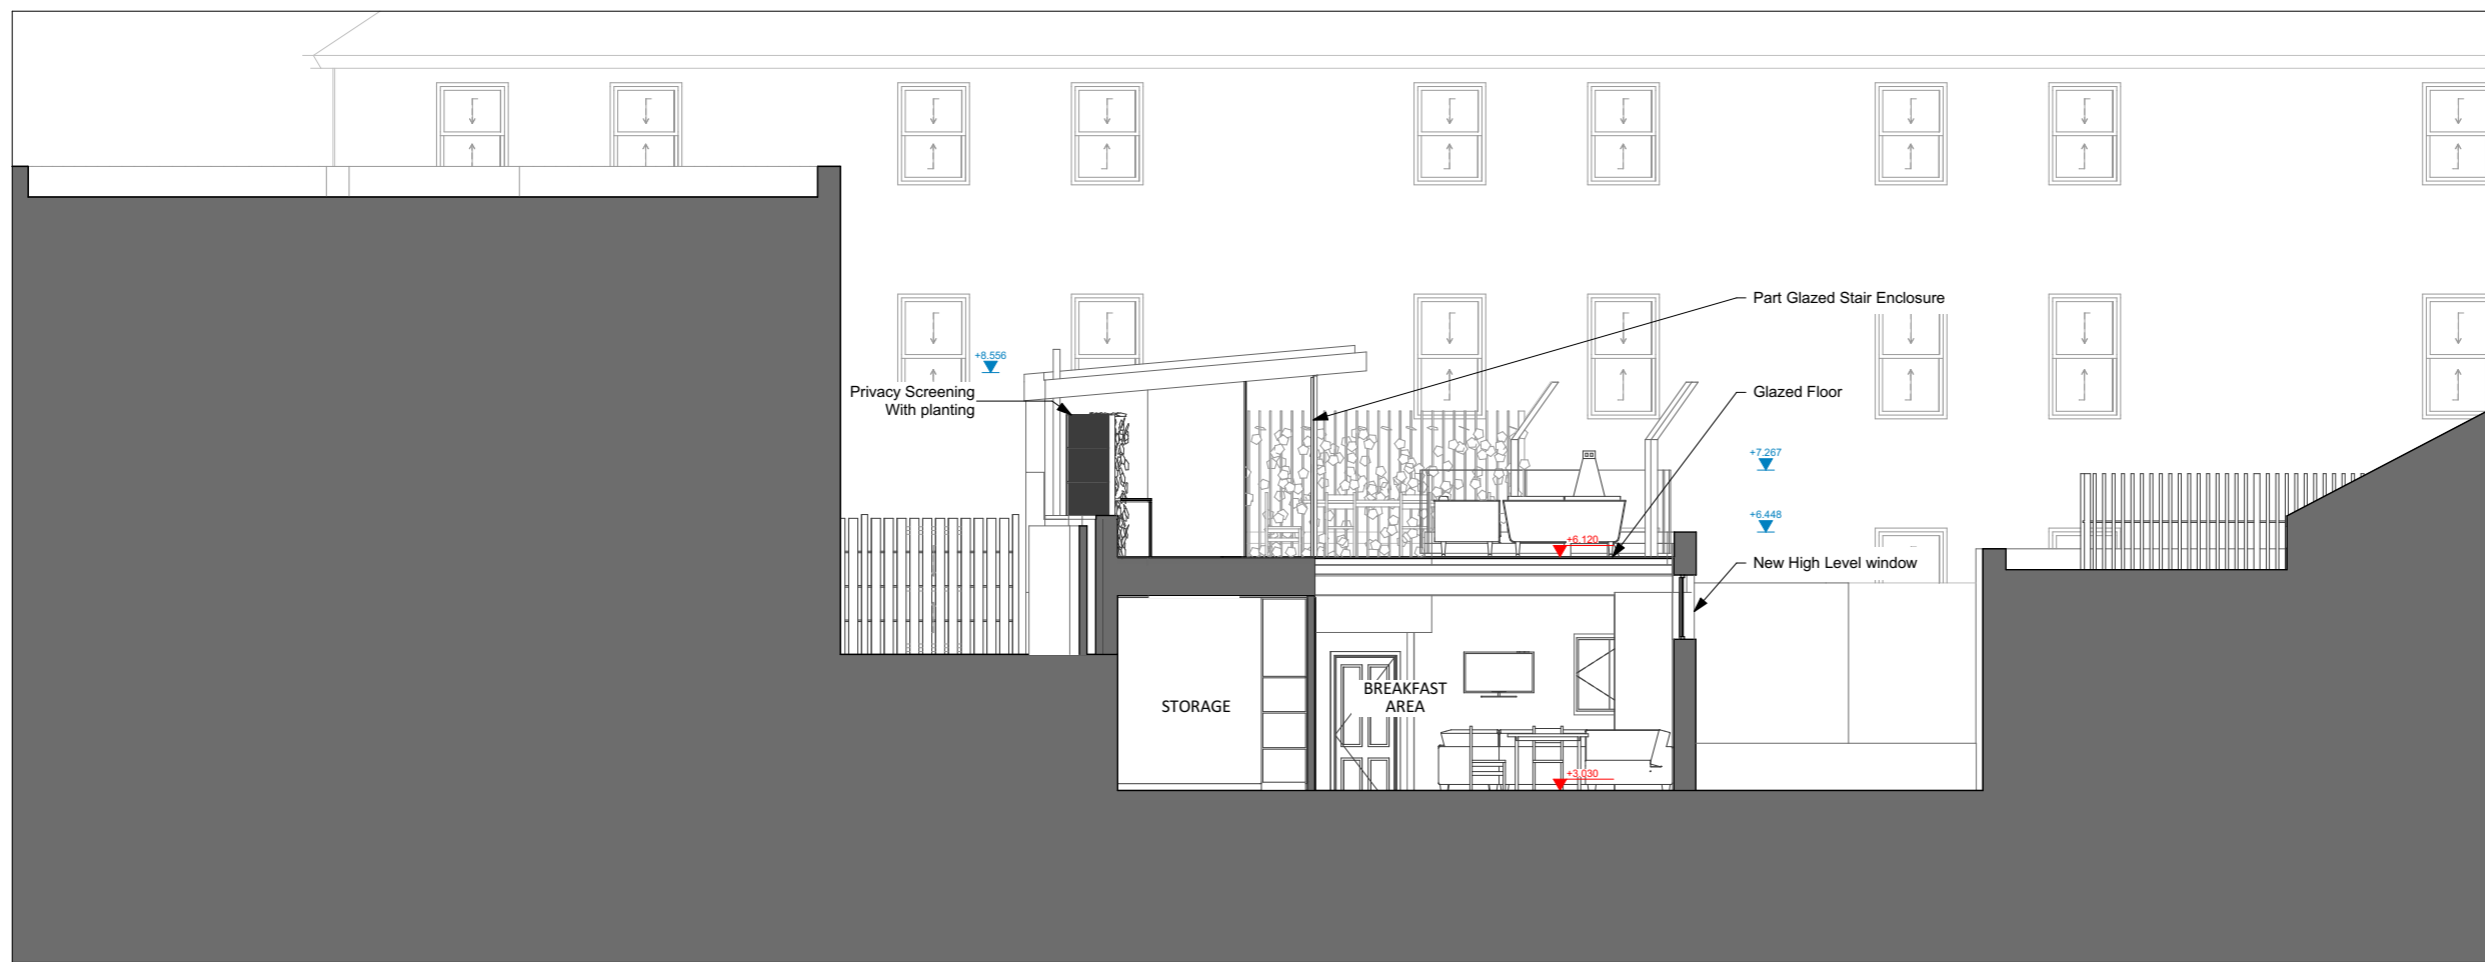 Part Glazed Stair Enclosure
+8.556
Privacy Screening
With planting
Glazed Floor
+7.267
+6.448
+6.120
New High Level window
BREAKFAST
AREA
STORAGE
+3.030